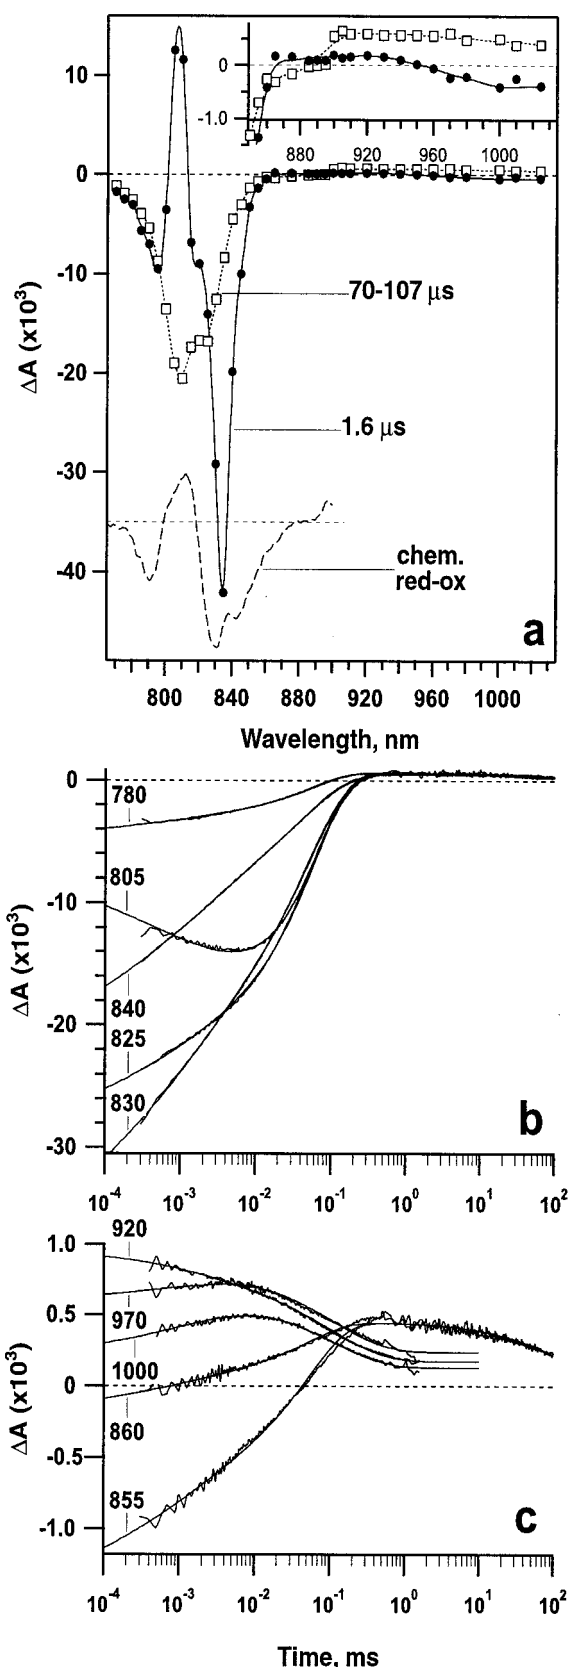 0
-1.0
880 920 960 1000
10
0
-10
-20
-30
-40
ΔA (x10³)
70-107 μs
1.6 μs
chem.
red-ox
a
800 840 880 920 960 1000
Wavelength, nm
0
-10
-20
-30
ΔA (x10³)
780
805
840
825
830
b
10⁻⁴ 10⁻³ 10⁻² 10⁻¹ 10⁰ 10¹ 10²
1.0
0.5
0
-0.5
-1.0
ΔA (x10³)
920
970
1000
860
855
c
10⁻⁴ 10⁻³ 10⁻² 10⁻¹ 10⁰ 10¹ 10²
Time, ms